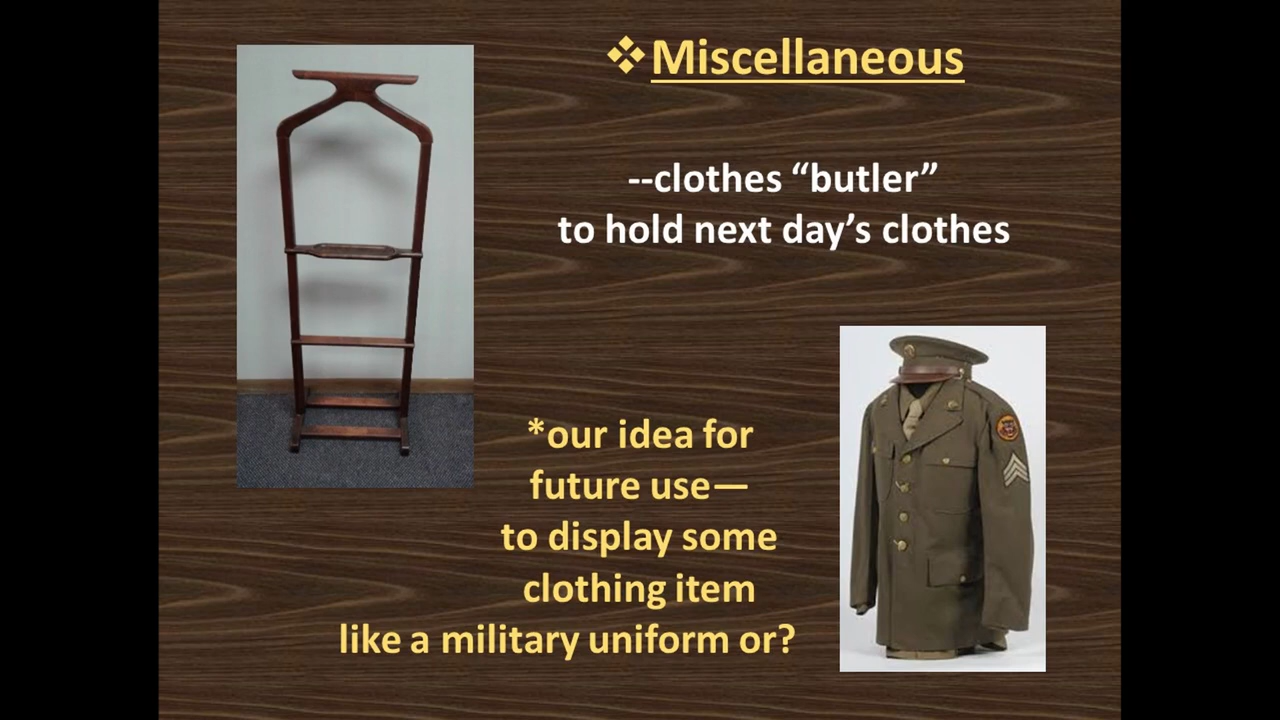 ❖Miscellaneous
--clothes “butler”
to hold next day’s clothes
*our idea for
future use—
to display some
clothing item
like a military uniform or?